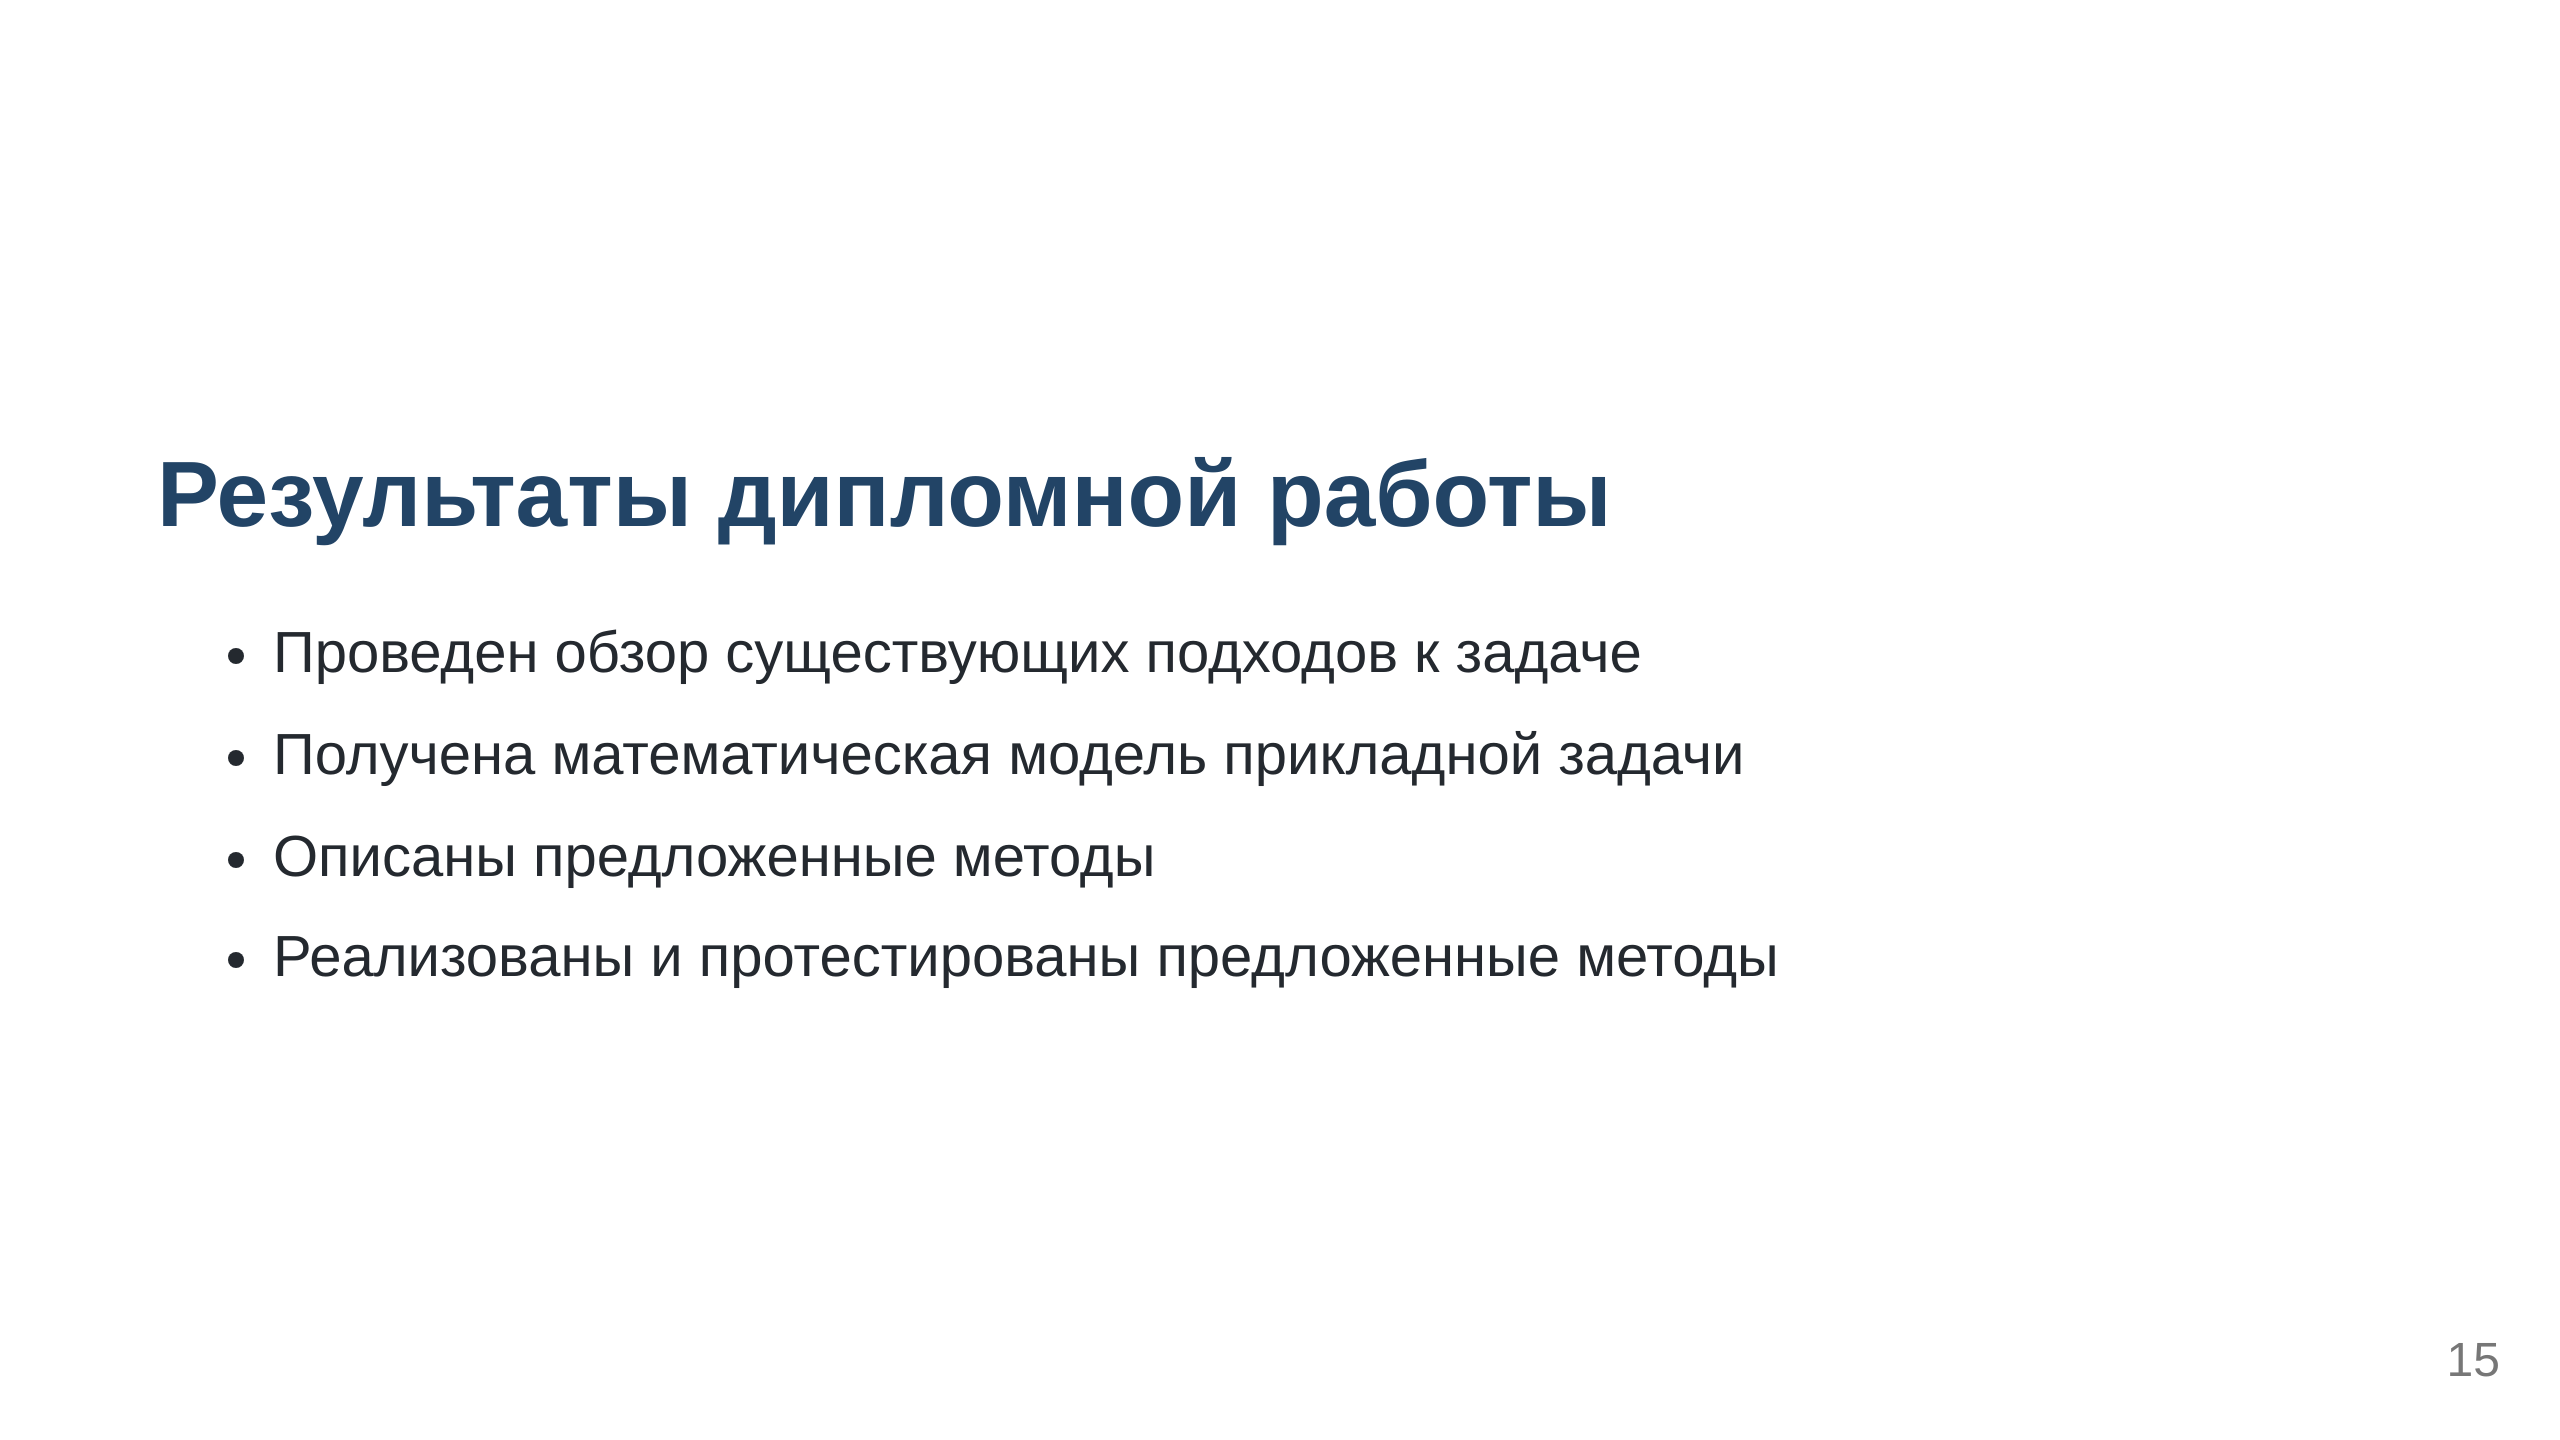 Результаты дипломной работы
• Проведен обзор существующих подходов к задаче
• Получена математическая модель прикладной задачи
• Описаны предложенные методы
• Реализованы и протестированы предложенные методы
15